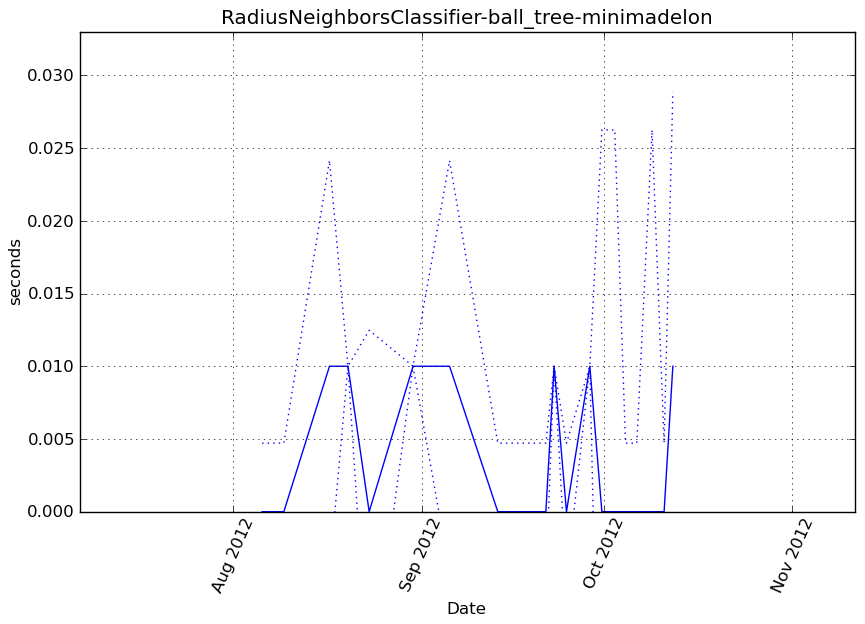 RadiusNeighborsClassifier-ball_tree-minimadelon
0.030
0.025
0.020
0.015
0.010
0.005
0.000
seconds
Aug 2012
Sep 2012
Oct 2012
Nov 2012
Date